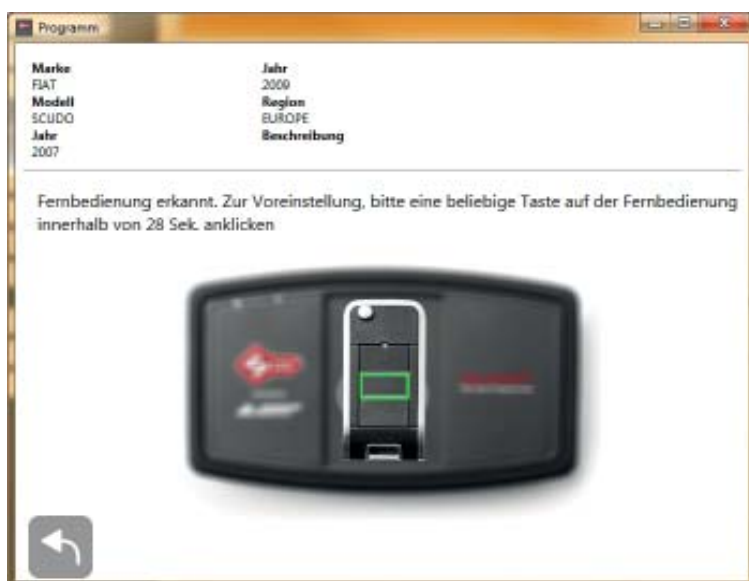 Programm
Marke
FIAT
Modell
SCUDO
Jahr
2007
Jahr
2009
Region
EUROPE
Beschreibung
Fernbedienung erkannt. Zur Voreinstellung, bitte eine beliebige Taste auf der Fernbedienung
innerhalb von 28 Sek. anklicken